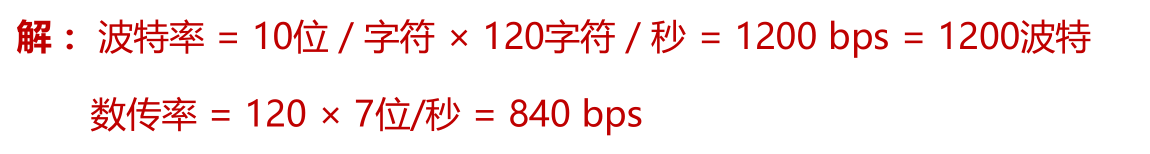 解： 波特率 = 10位 / 字符 × 120字符 / 秒 = 1200 bps = 1200波特
数传率 = 120 × 7位/秒 = 840 bps